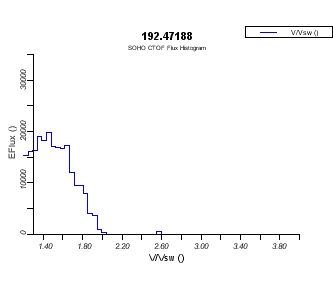 192.47188
V/Vsw ()
SOHO CTOF Flux Histogram
30000
20000
10000
0
EFlux ()
1.40 1.80 2.20 2.60 3.00 3.40 3.80
V/Vsw ()